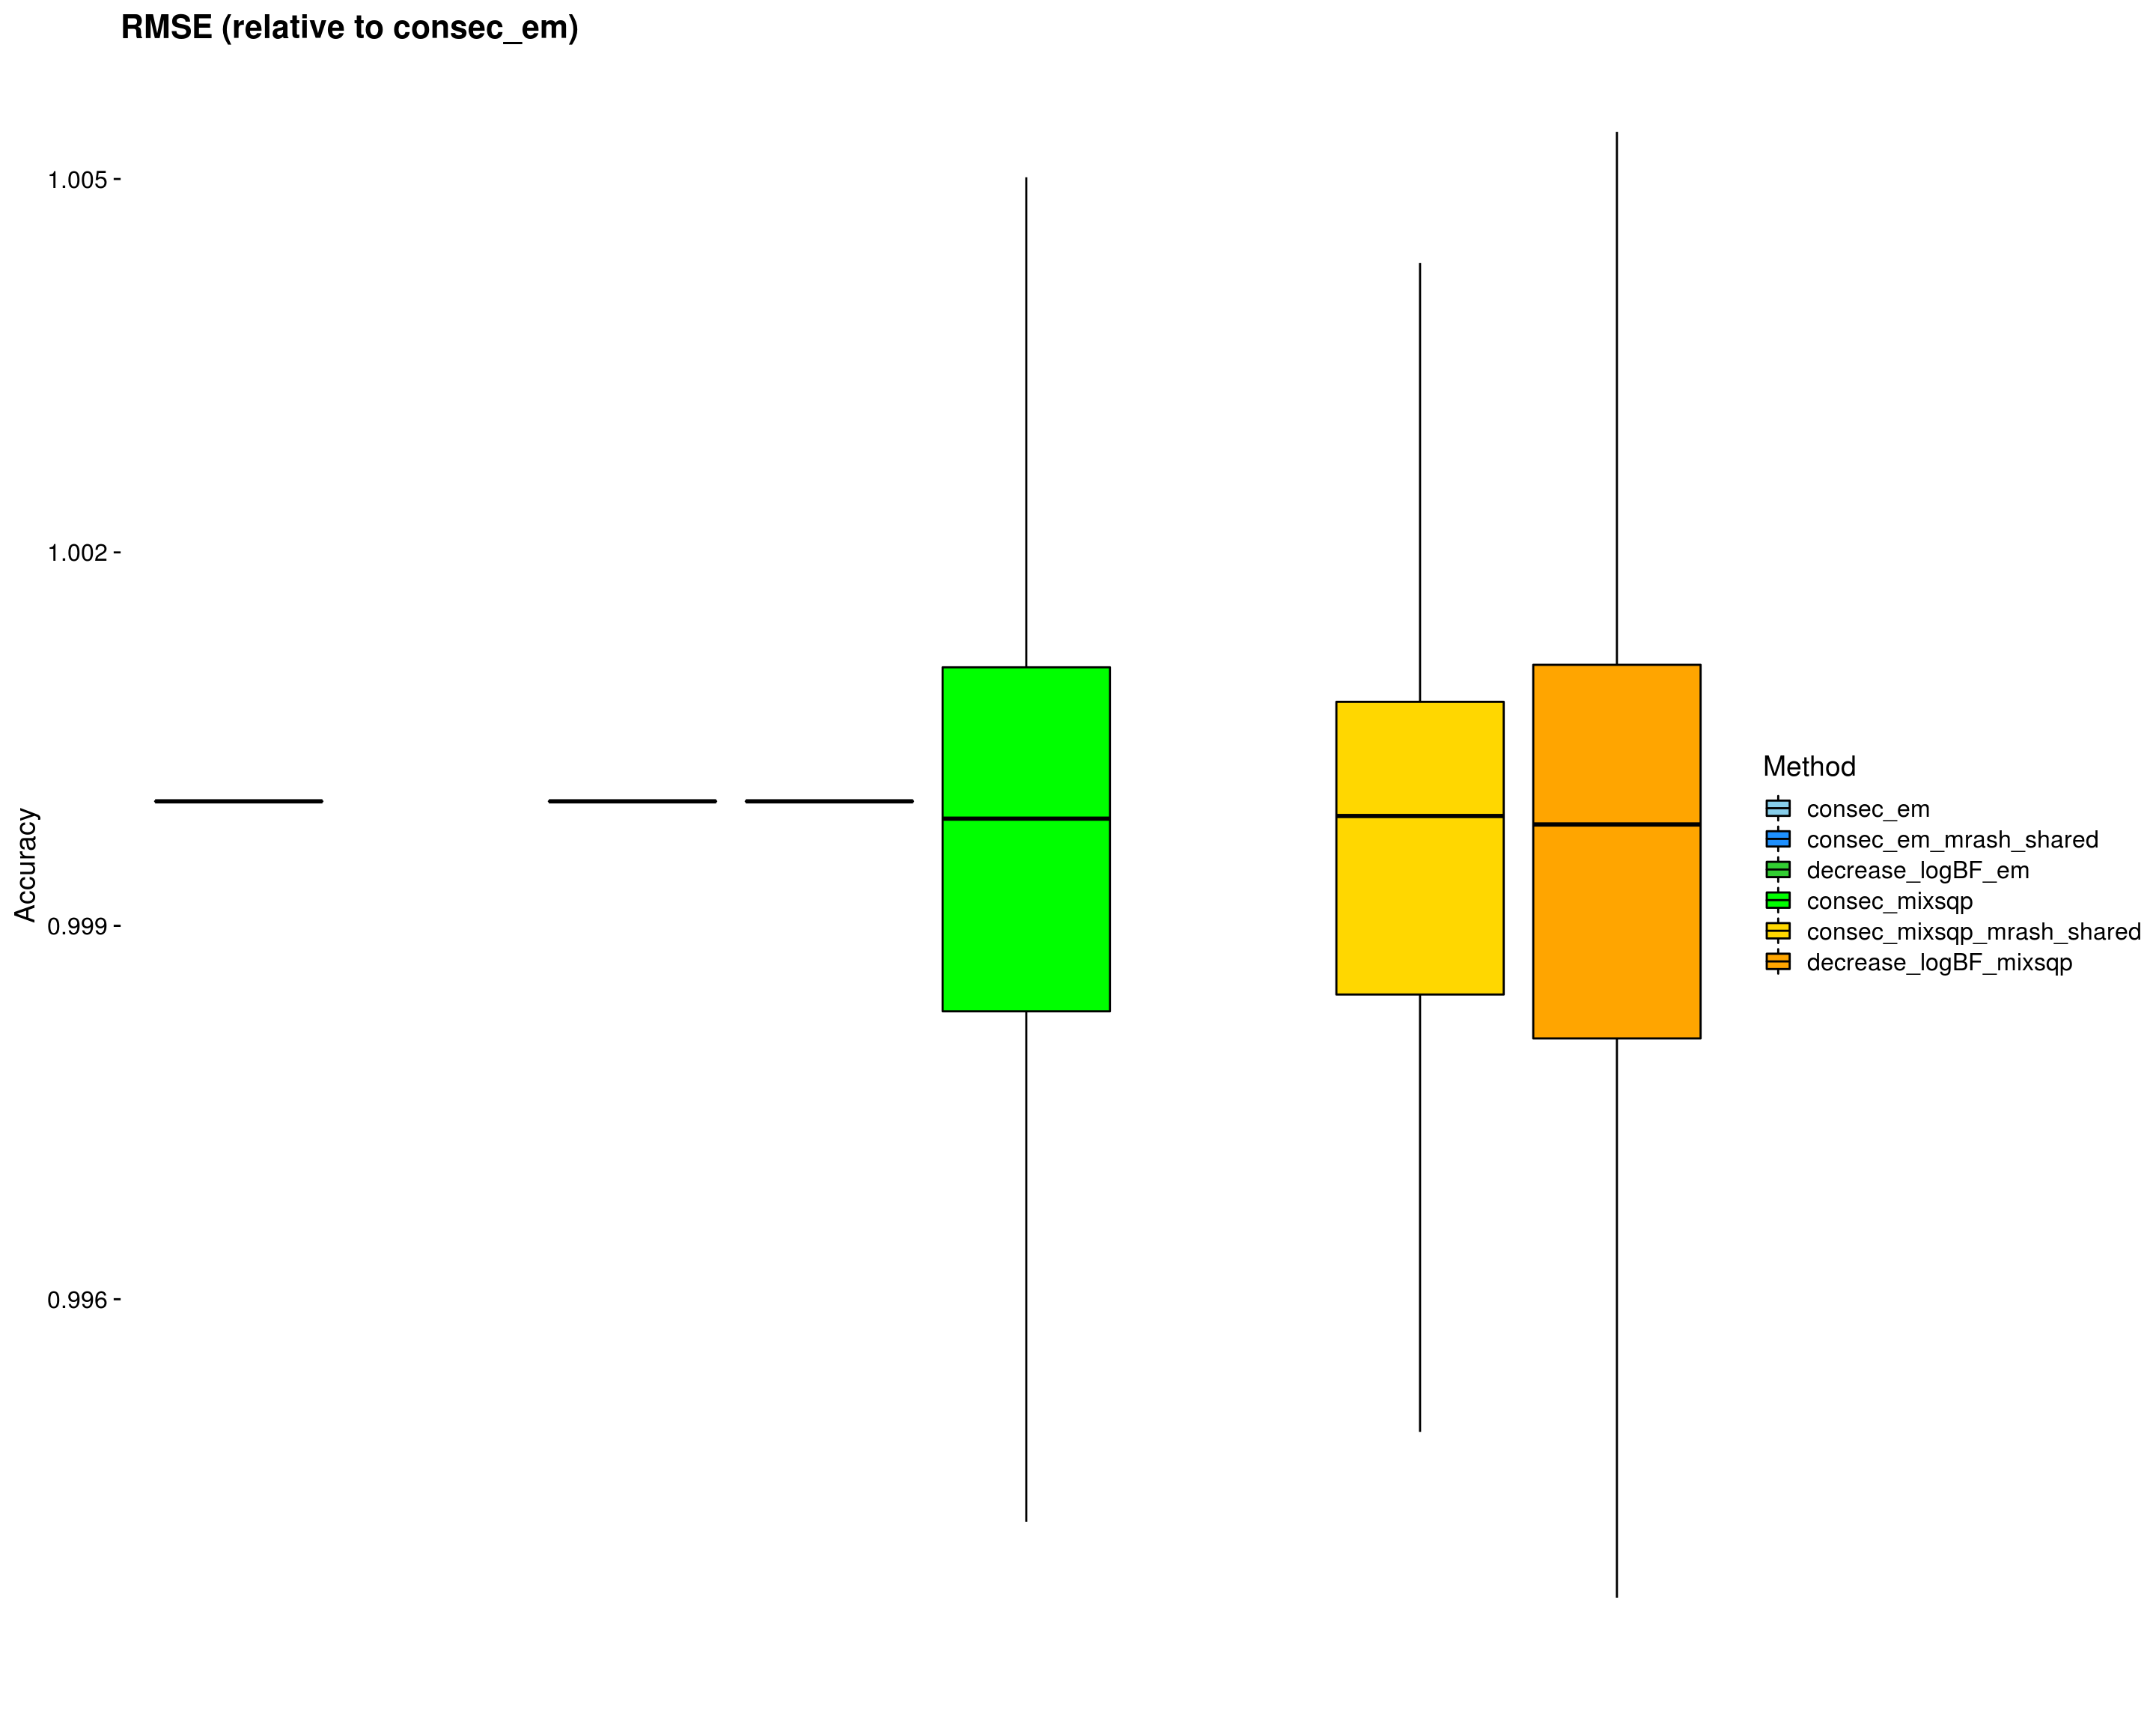 RMSE (relative to consec_em)
1.005
1.002
0.999
0.996
Accuracy
Method
consec_em
consec_em_mrash_shared
decrease_logBF_em
consec_mixsqp
consec_mixsqp_mrash_shared
decrease_logBF_mixsqp